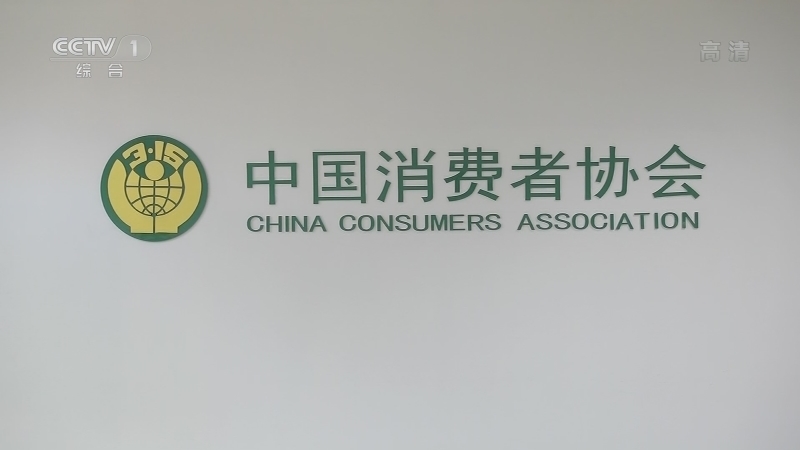 CCTV 1
综合
高清
3·15
中国消费者协会
CHINA CONSUMERS ASSOCIATION